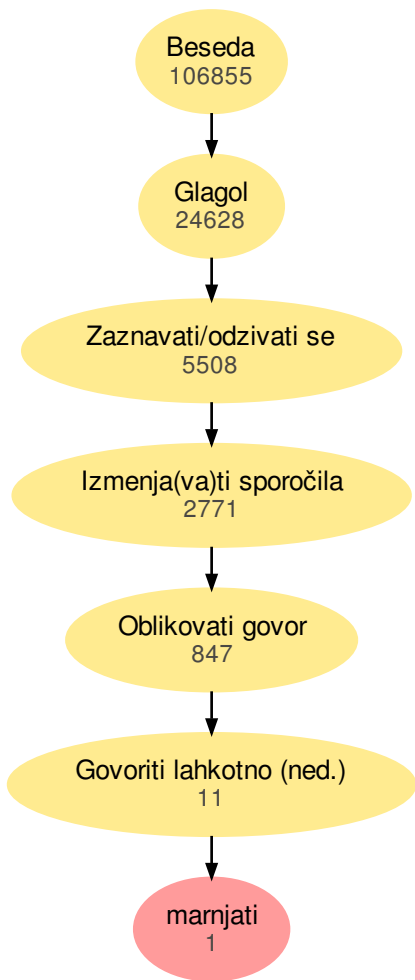 Beseda
106855
Glagol
24628
Zaznavati/odzivati se
5508
Izmenja(va)ti sporočila
2771
Oblikovati govor
847
Govoriti lahkotno (ned.)
11
marnjati
1